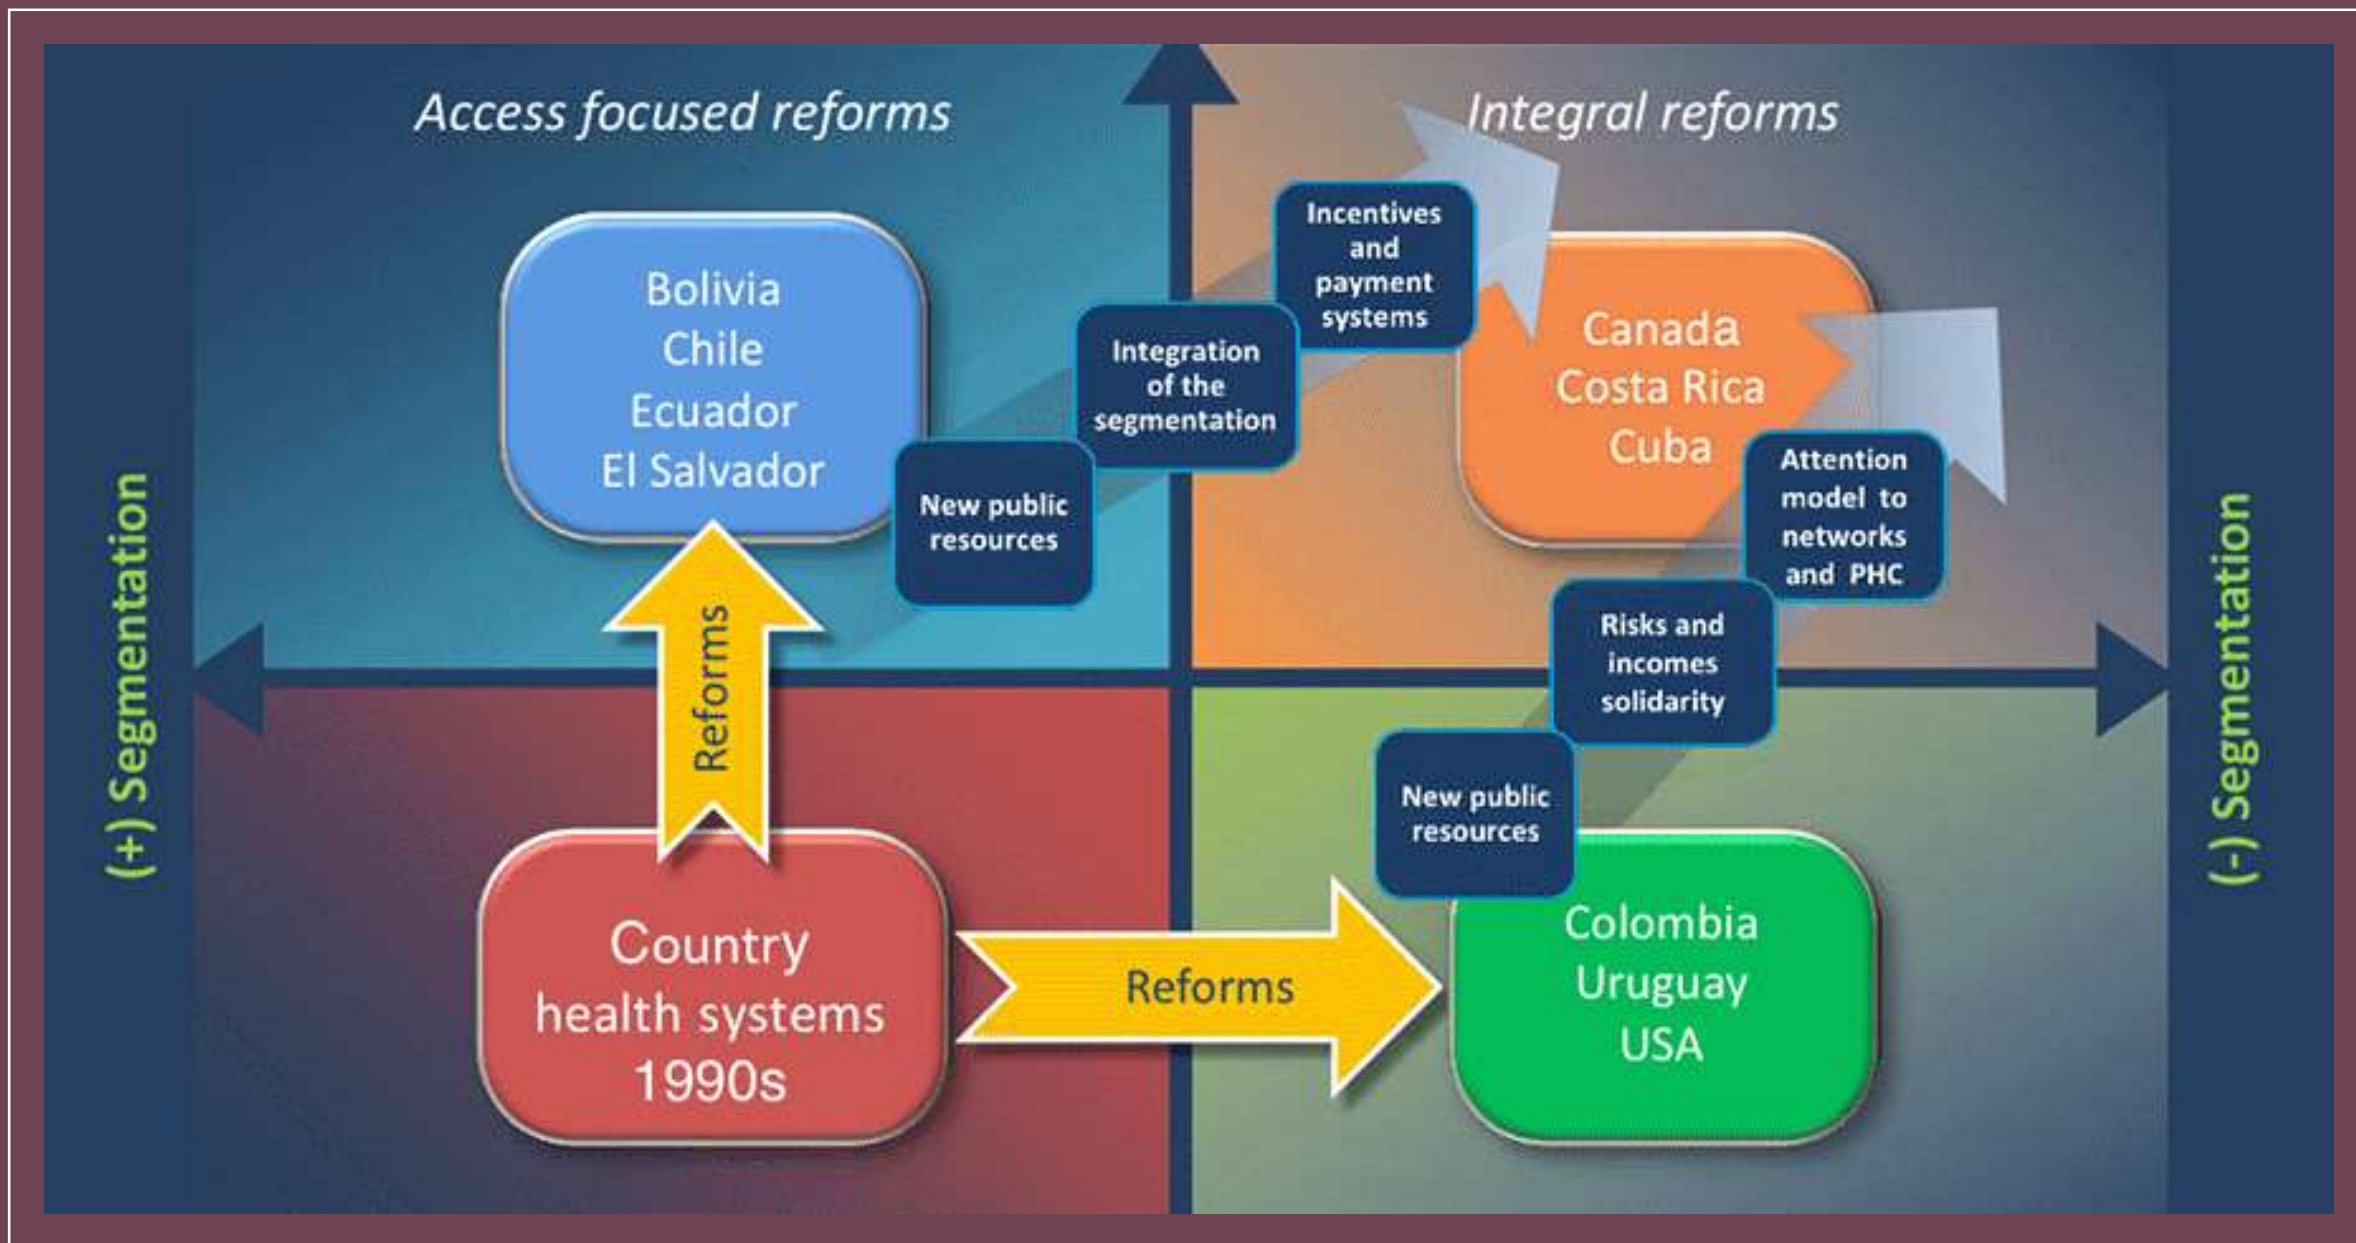 Access focused reforms
Integral reforms
Bolivia
Chile
Ecuador
El Salvador
New public
resources
Integration
of the
segmentation
Incentives
and
payment
systems
Canada
Costa Rica
Cuba
Attention
model to
networks
and PHC
Risks and
incomes
solidarity
New public
resources
(+) Segmentation
(-) Segmentation
Reforms
Country
health systems
1990s
Reforms
Colombia
Uruguay
USA